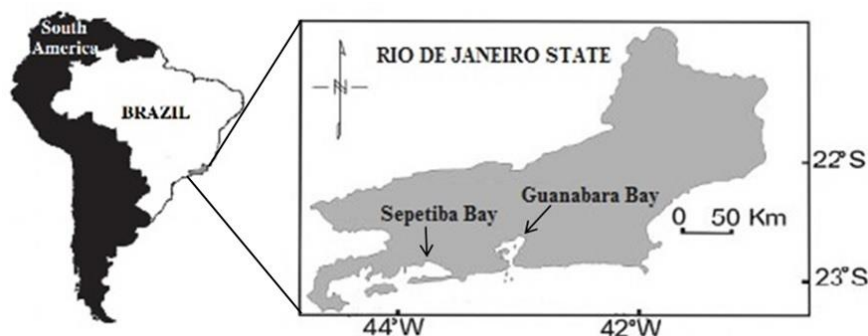 South
America
BRAZIL
RIO DE JANEIRO STATE
N
Sepetiba Bay
Guanabara Bay
0 50 Km
22°S
23°S
44°W
42°W